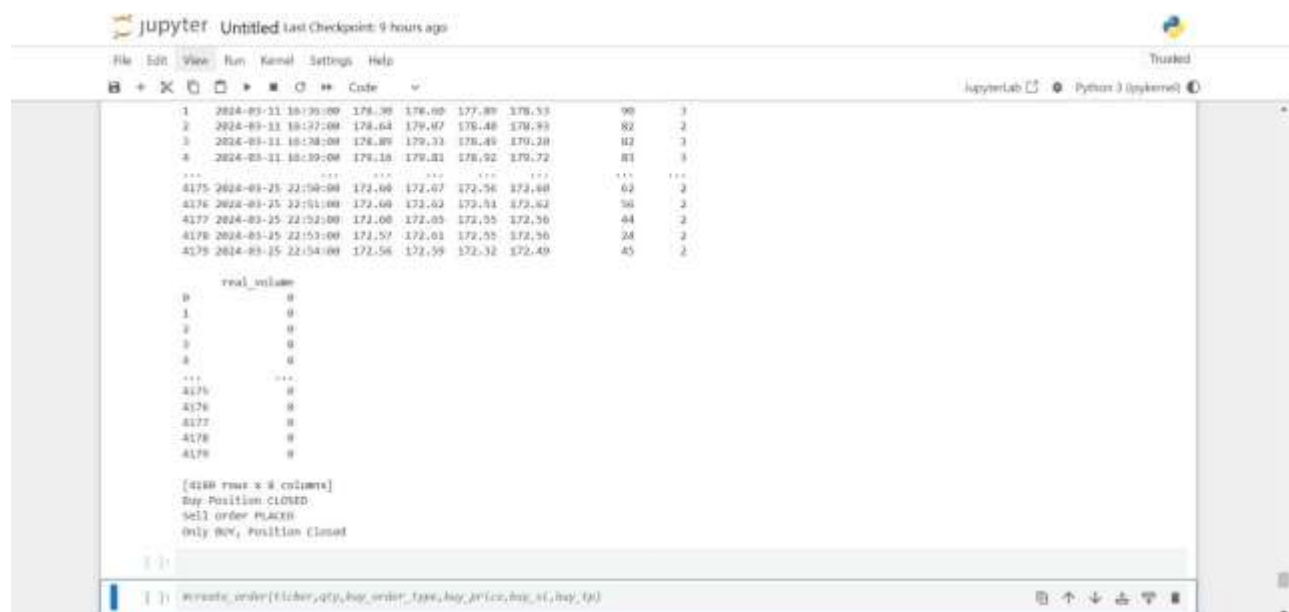 jupyter Untitled Last Checkpoint: 9 hours ago
File Edit View Run Kernel Settings Help Trusted
Code JupyterLab Python 3 (ipykernel)
1 2024-03-11 16:36:00 178.30 178.60 177.89 178.53 90 3
2 2024-03-11 16:37:00 178.64 179.07 178.40 178.93 82 2
3 2024-03-11 16:38:00 178.89 179.33 178.49 179.20 82 3
4 2024-03-11 16:39:00 179.16 179.81 178.92 179.72 83 3
... ... ... ... ... ... ... ...
4175 2024-03-25 22:50:00 172.60 172.67 172.56 172.60 62 2
4176 2024-03-25 22:51:00 172.60 172.62 172.51 172.62 56 2
4177 2024-03-25 22:52:00 172.60 172.65 172.55 172.56 44 2
4178 2024-03-25 22:53:00 172.57 172.61 172.55 172.56 24 2
4179 2024-03-25 22:54:00 172.56 172.59 172.32 172.49 45 2
real_volume
0 0
1 0
2 0
3 0
4 0
... ...
4175 0
4176 0
4177 0
4178 0
4179 0
[4180 rows x 8 columns]
Buy Position CLOSED
Sell order PLACED
Only BUY, Position Closed
[ ]:
[ ]: #create_order(ticker,qty,buy_order_type,buy_price,buy_sl,buy_tp)